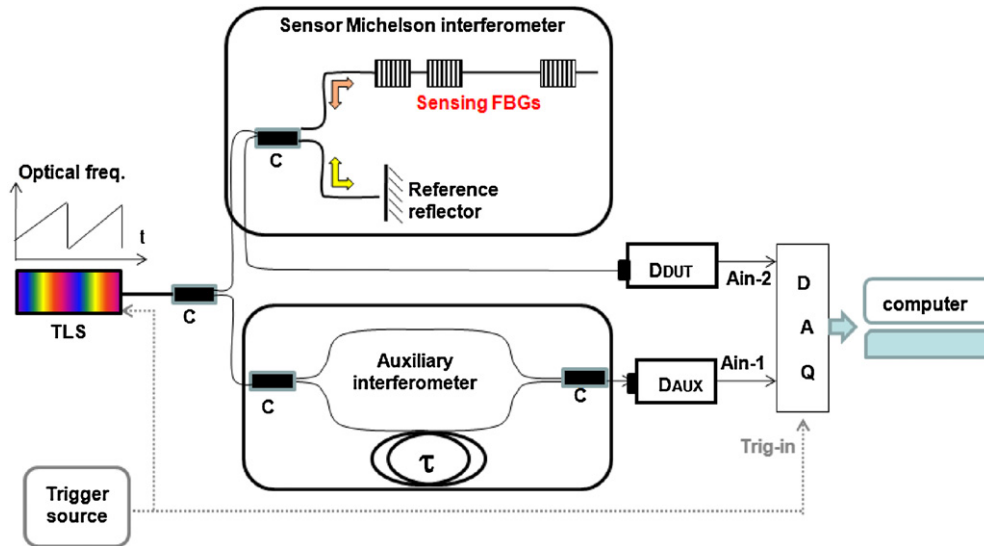 Sensor Michelson interferometer
Sensing FBGs
C
Optical freq.
Reference
reflector
t
DDUT
Ain-2
D
A
Q
computer
TLS
C
Auxiliary
interferometer
C
C
DAUX
Ain-1
τ
Trig-in
Trigger
source